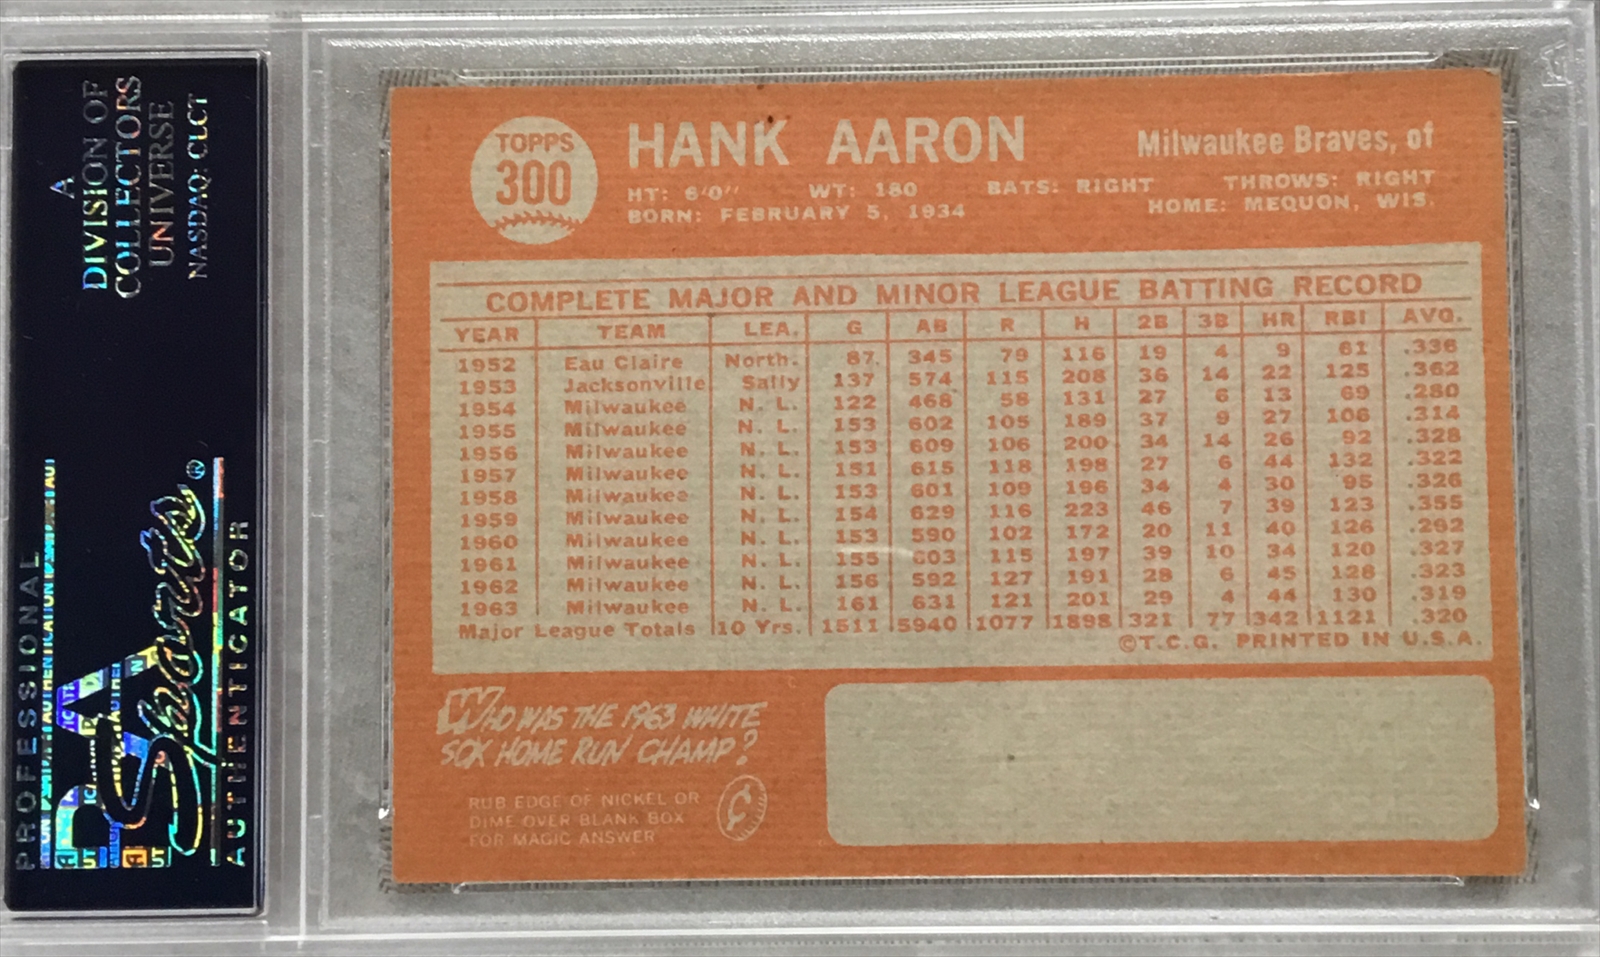 A
DIVISION OF
COLLECTORS
UNIVERSE
NASDAQ: CLCT
PROFESSIONAL
PSA
Sports®
AUTHENTICATOR
TOPPS
300
HANK AARON
Milwaukee Braves, of
HT: 6'0" WT: 180 BATS: RIGHT THROWS: RIGHT
BORN: FEBRUARY 5, 1934 HOME: MEQUON, WIS.
COMPLETE MAJOR AND MINOR LEAGUE BATTING RECORD
YEAR TEAM LEA. G AB R H 2B 3B HR RBI AVG.
1952 Eau Claire North. 87 345 79 116 19 4 9 61 .336
1953 Jacksonville Sally 137 574 115 208 36 14 22 125 .362
1954 Milwaukee N. L. 122 468 58 131 27 6 13 69 .280
1955 Milwaukee N. L. 153 602 105 189 37 9 27 106 .314
1956 Milwaukee N. L. 153 609 106 200 34 14 26 92 .328
1957 Milwaukee N. L. 151 615 118 198 27 6 44 132 .322
1958 Milwaukee N. L. 153 601 109 196 34 4 30 95 .326
1959 Milwaukee N. L. 154 629 116 223 46 7 39 123 .355
1960 Milwaukee N. L. 153 590 102 172 20 11 40 126 .292
1961 Milwaukee N. L. 155 603 115 197 39 10 34 120 .327
1962 Milwaukee N. L. 156 592 127 191 28 6 45 128 .323
1963 Milwaukee N. L. 161 631 121 201 29 4 44 130 .319
Major League Totals 10 Yrs. 1511 5940 1077 1898 321 77 342 1121 .320
©T.C.G. PRINTED IN U.S.A.
WHO WAS THE 1963 WHITE
SOX HOME RUN CHAMP?
RUB EDGE OF NICKEL OR
DIME OVER BLANK BOX
FOR MAGIC ANSWER
¢